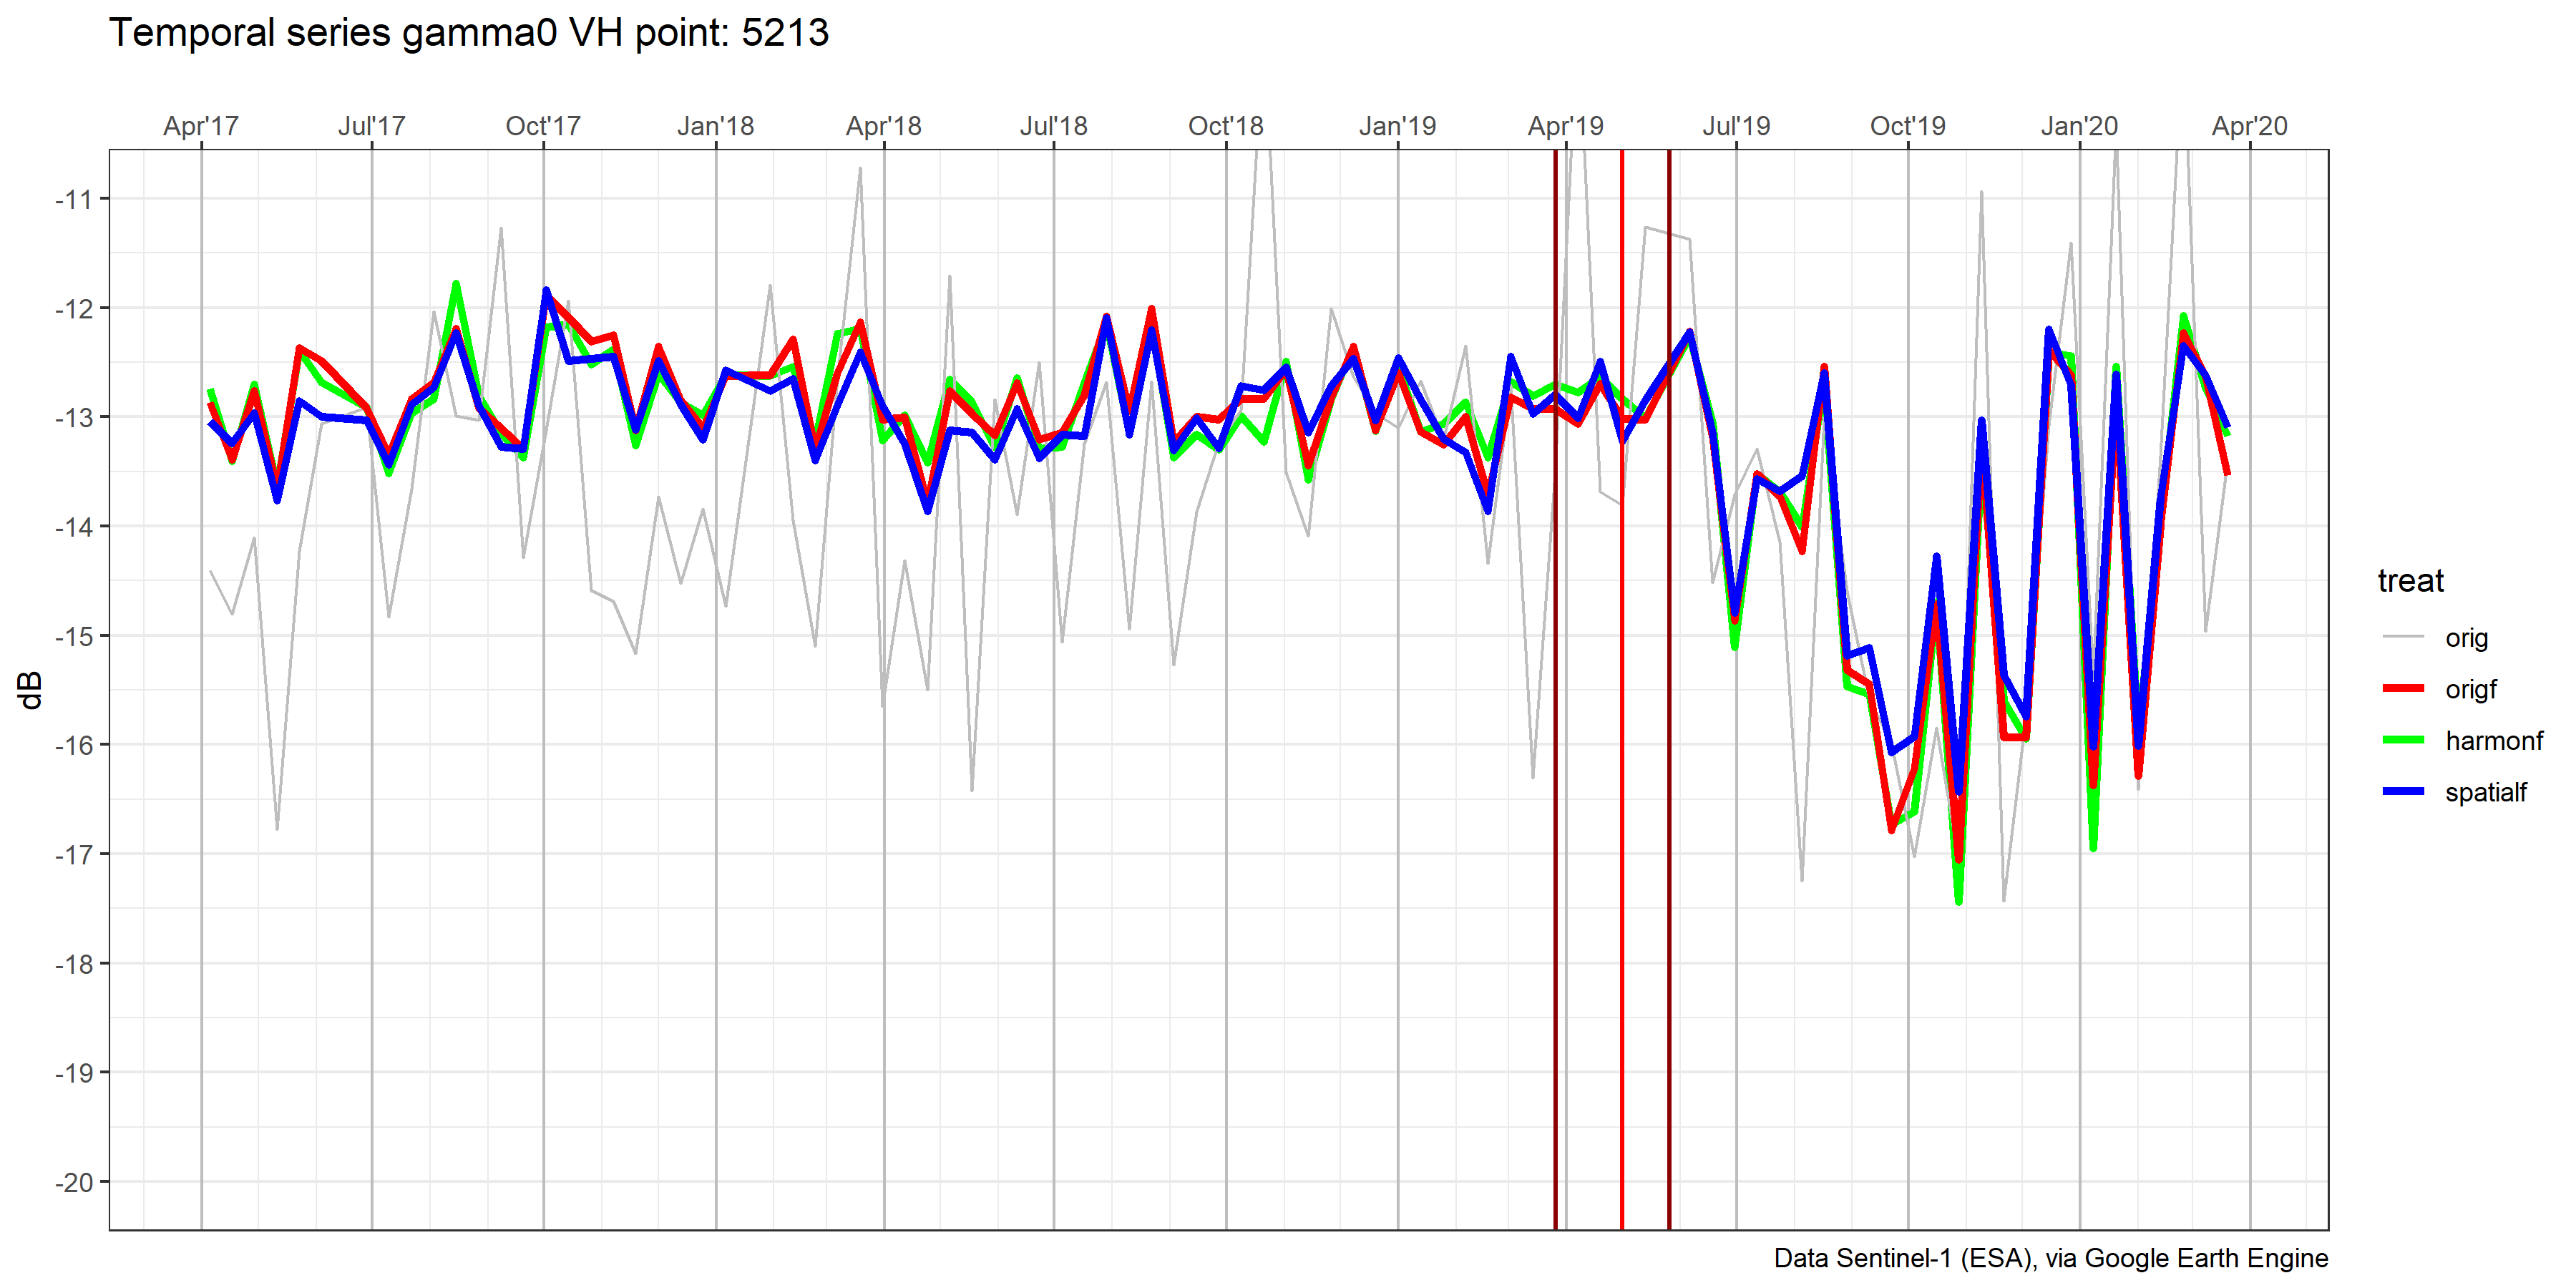 Temporal series gamma0 VH point: 5213
Apr'17 Jul'17 Oct'17 Jan'18 Apr'18 Jul'18 Oct'18 Jan'19 Apr'19 Jul'19 Oct'19 Jan'20 Apr'20
-11
-12
-13
-14
-15
-16
-17
-18
-19
-20
dB
treat
orig
origf
harmonf
spatialf
Data Sentinel-1 (ESA), via Google Earth Engine